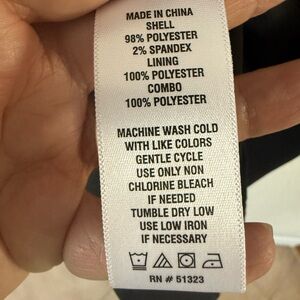 MADE IN CHINA
SHELL
98% POLYESTER
2% SPANDEX
LINING
100% POLYESTER
COMBO
100% POLYESTER
MACHINE WASH COLD
WITH LIKE COLORS
GENTLE CYCLE
USE ONLY NON
CHLORINE BLEACH
IF NEEDED
TUMBLE DRY LOW
USE LOW IRON
IF NECESSARY
RN # 51323